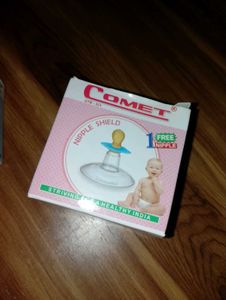 COMET®
NIPPLE SHIELD
1 FREE
NIPPLE
STRIVING FOR A HEALTHY INDIA